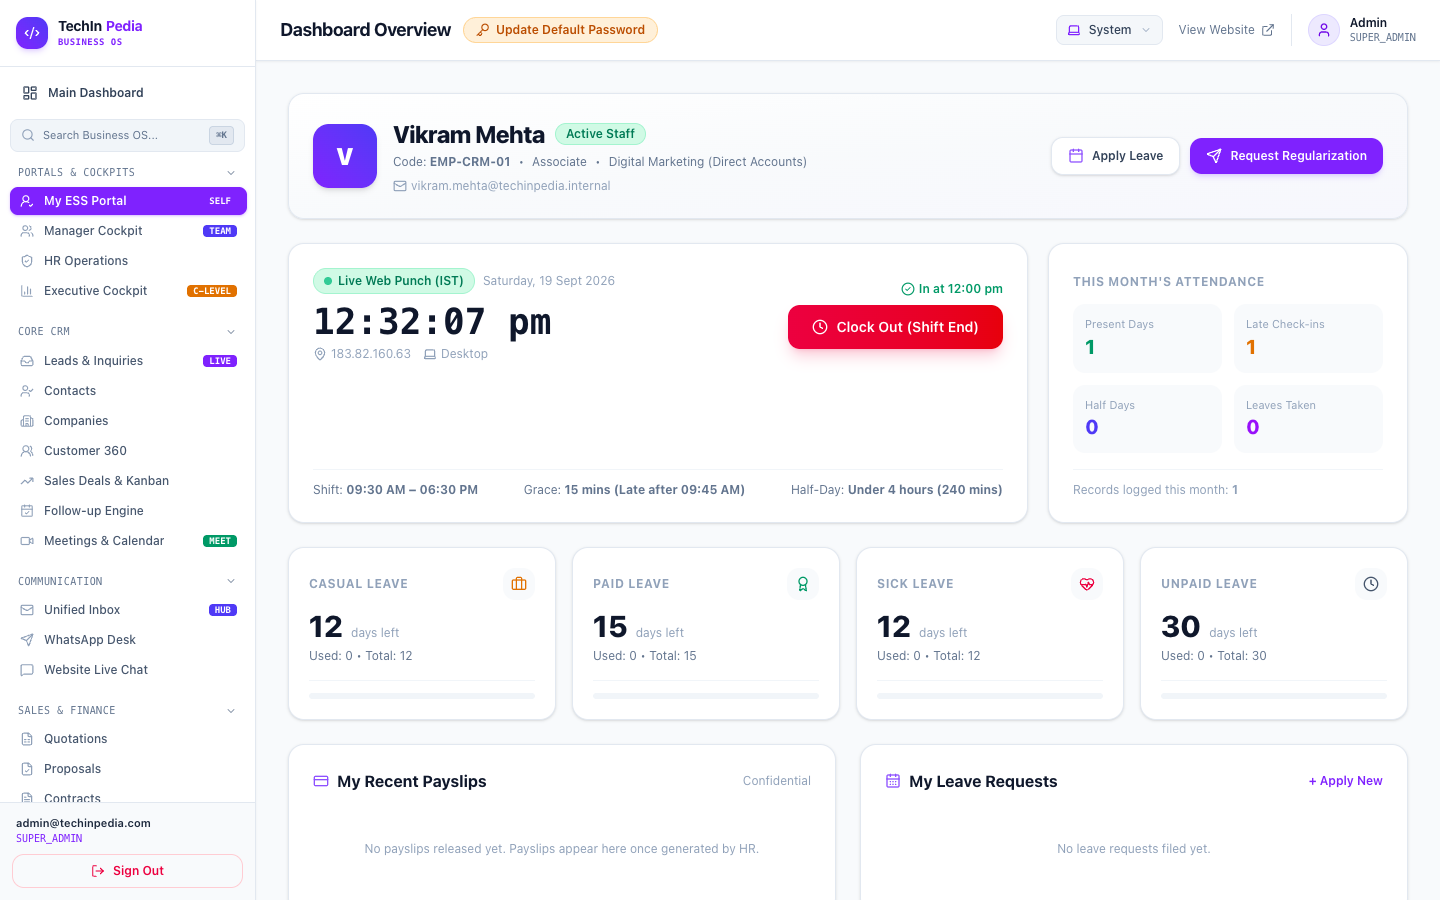 TechIn Pedia
BUSINESS OS
Main Dashboard
Search Business OS...
⌘K
PORTALS & COCKPITS
My ESS Portal
SELF
Manager Cockpit
TEAM
HR Operations
Executive Cockpit
C-LEVEL
CORE CRM
Leads & Inquiries
LIVE
Contacts
Companies
Customer 360
Sales Deals & Kanban
Follow-up Engine
Meetings & Calendar
MEET
COMMUNICATION
Unified Inbox
HUB
WhatsApp Desk
Website Live Chat
SALES & FINANCE
Quotations
Proposals
Contracts
admin@techinpedia.com
SUPER_ADMIN
Sign Out
Dashboard Overview
Update Default Password
System
View Website
Admin
SUPER_ADMIN
V
Vikram Mehta
Active Staff
Code: EMP-CRM-01 • Associate • Digital Marketing (Direct Accounts)
vikram.mehta@techinpedia.internal
Apply Leave
Request Regularization
Live Web Punch (IST)
Saturday, 19 Sept 2026
12:32:07 pm
183.82.160.63
Desktop
In at 12:00 pm
Clock Out (Shift End)
Shift: 09:30 AM – 06:30 PM
Grace: 15 mins (Late after 09:45 AM)
Half-Day: Under 4 hours (240 mins)
THIS MONTH'S ATTENDANCE
Present Days
1
Late Check-ins
1
Half Days
0
Leaves Taken
0
Records logged this month: 1
CASUAL LEAVE
12 days left
Used: 0 • Total: 12
PAID LEAVE
15 days left
Used: 0 • Total: 15
SICK LEAVE
12 days left
Used: 0 • Total: 12
UNPAID LEAVE
30 days left
Used: 0 • Total: 30
My Recent Payslips
Confidential
No payslips released yet. Payslips appear here once generated by HR.
My Leave Requests
+ Apply New
No leave requests filed yet.